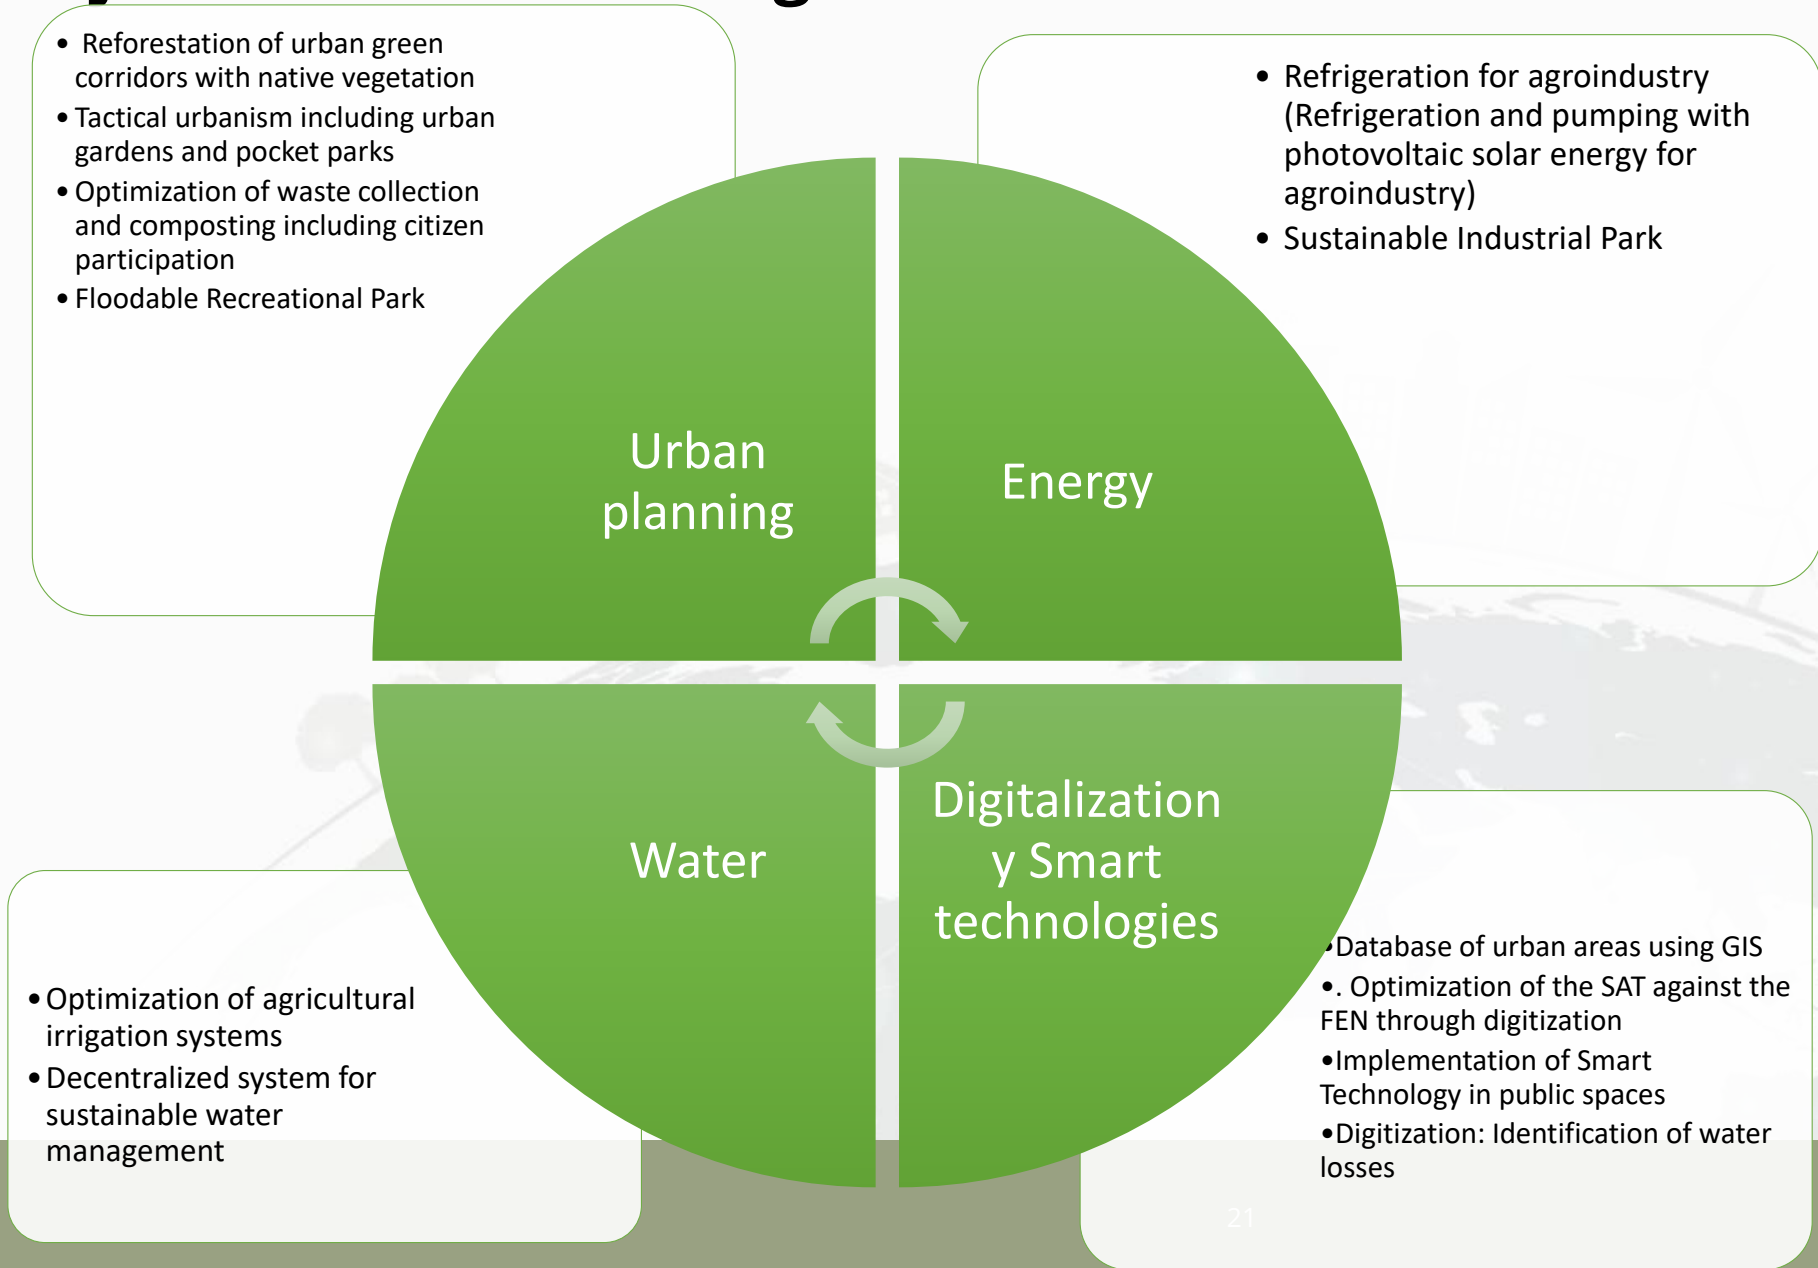 • Reforestation of urban green
corridors with native vegetation
• Tactical urbanism including urban
gardens and pocket parks
• Optimization of waste collection
and composting including citizen
participation
• Floodable Recreational Park
• Refrigeration for agroindustry
(Refrigeration and pumping with
photovoltaic solar energy for
agroindustry)
• Sustainable Industrial Park
Urban
planning
Energy
Water
Digitalization
y Smart
technologies
• Optimization of agricultural
irrigation systems
• Decentralized system for
sustainable water
management
•Database of urban areas using GIS
•. Optimization of the SAT against the
FEN through digitization
•Implementation of Smart
Technology in public spaces
•Digitization: Identification of water
losses
21